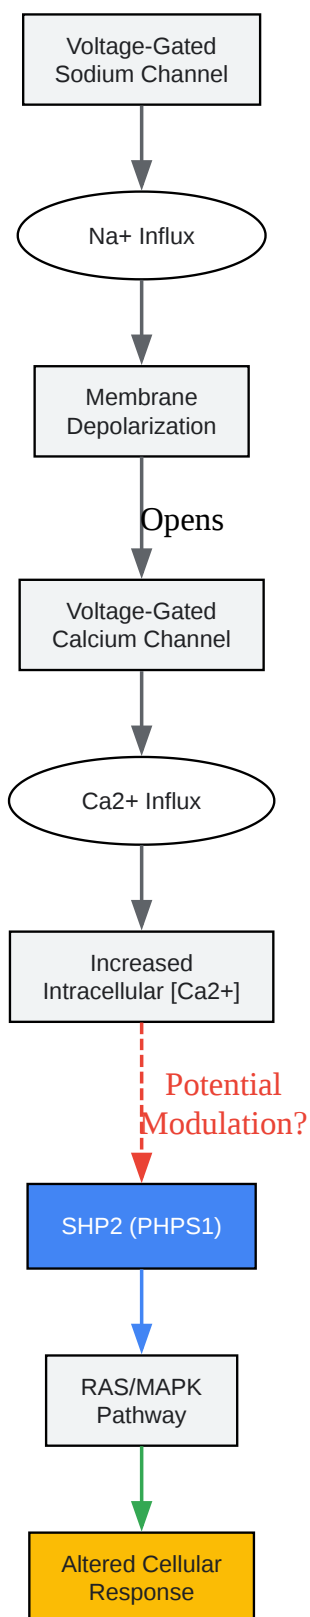 Voltage-Gated
Sodium Channel
Na+ Influx
Membrane
Depolarization
Opens
Voltage-Gated
Calcium Channel
Ca2+ Influx
Increased
Intracellular [Ca2+]
Potential
Modulation?
SHP2 (PHPS1)
RAS/MAPK
Pathway
Altered Cellular
Response